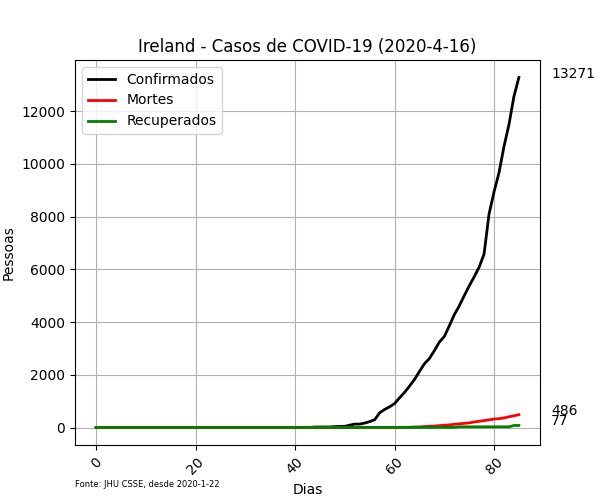 Ireland - Casos de COVID-19 (2020-4-16)
Confirmados
Mortes
Recuperados
13271
486
77
12000
10000
8000
6000
4000
2000
0
Pessoas
0 20 40 60 80
Dias
Fonte: JHU CSSE, desde 2020-1-22